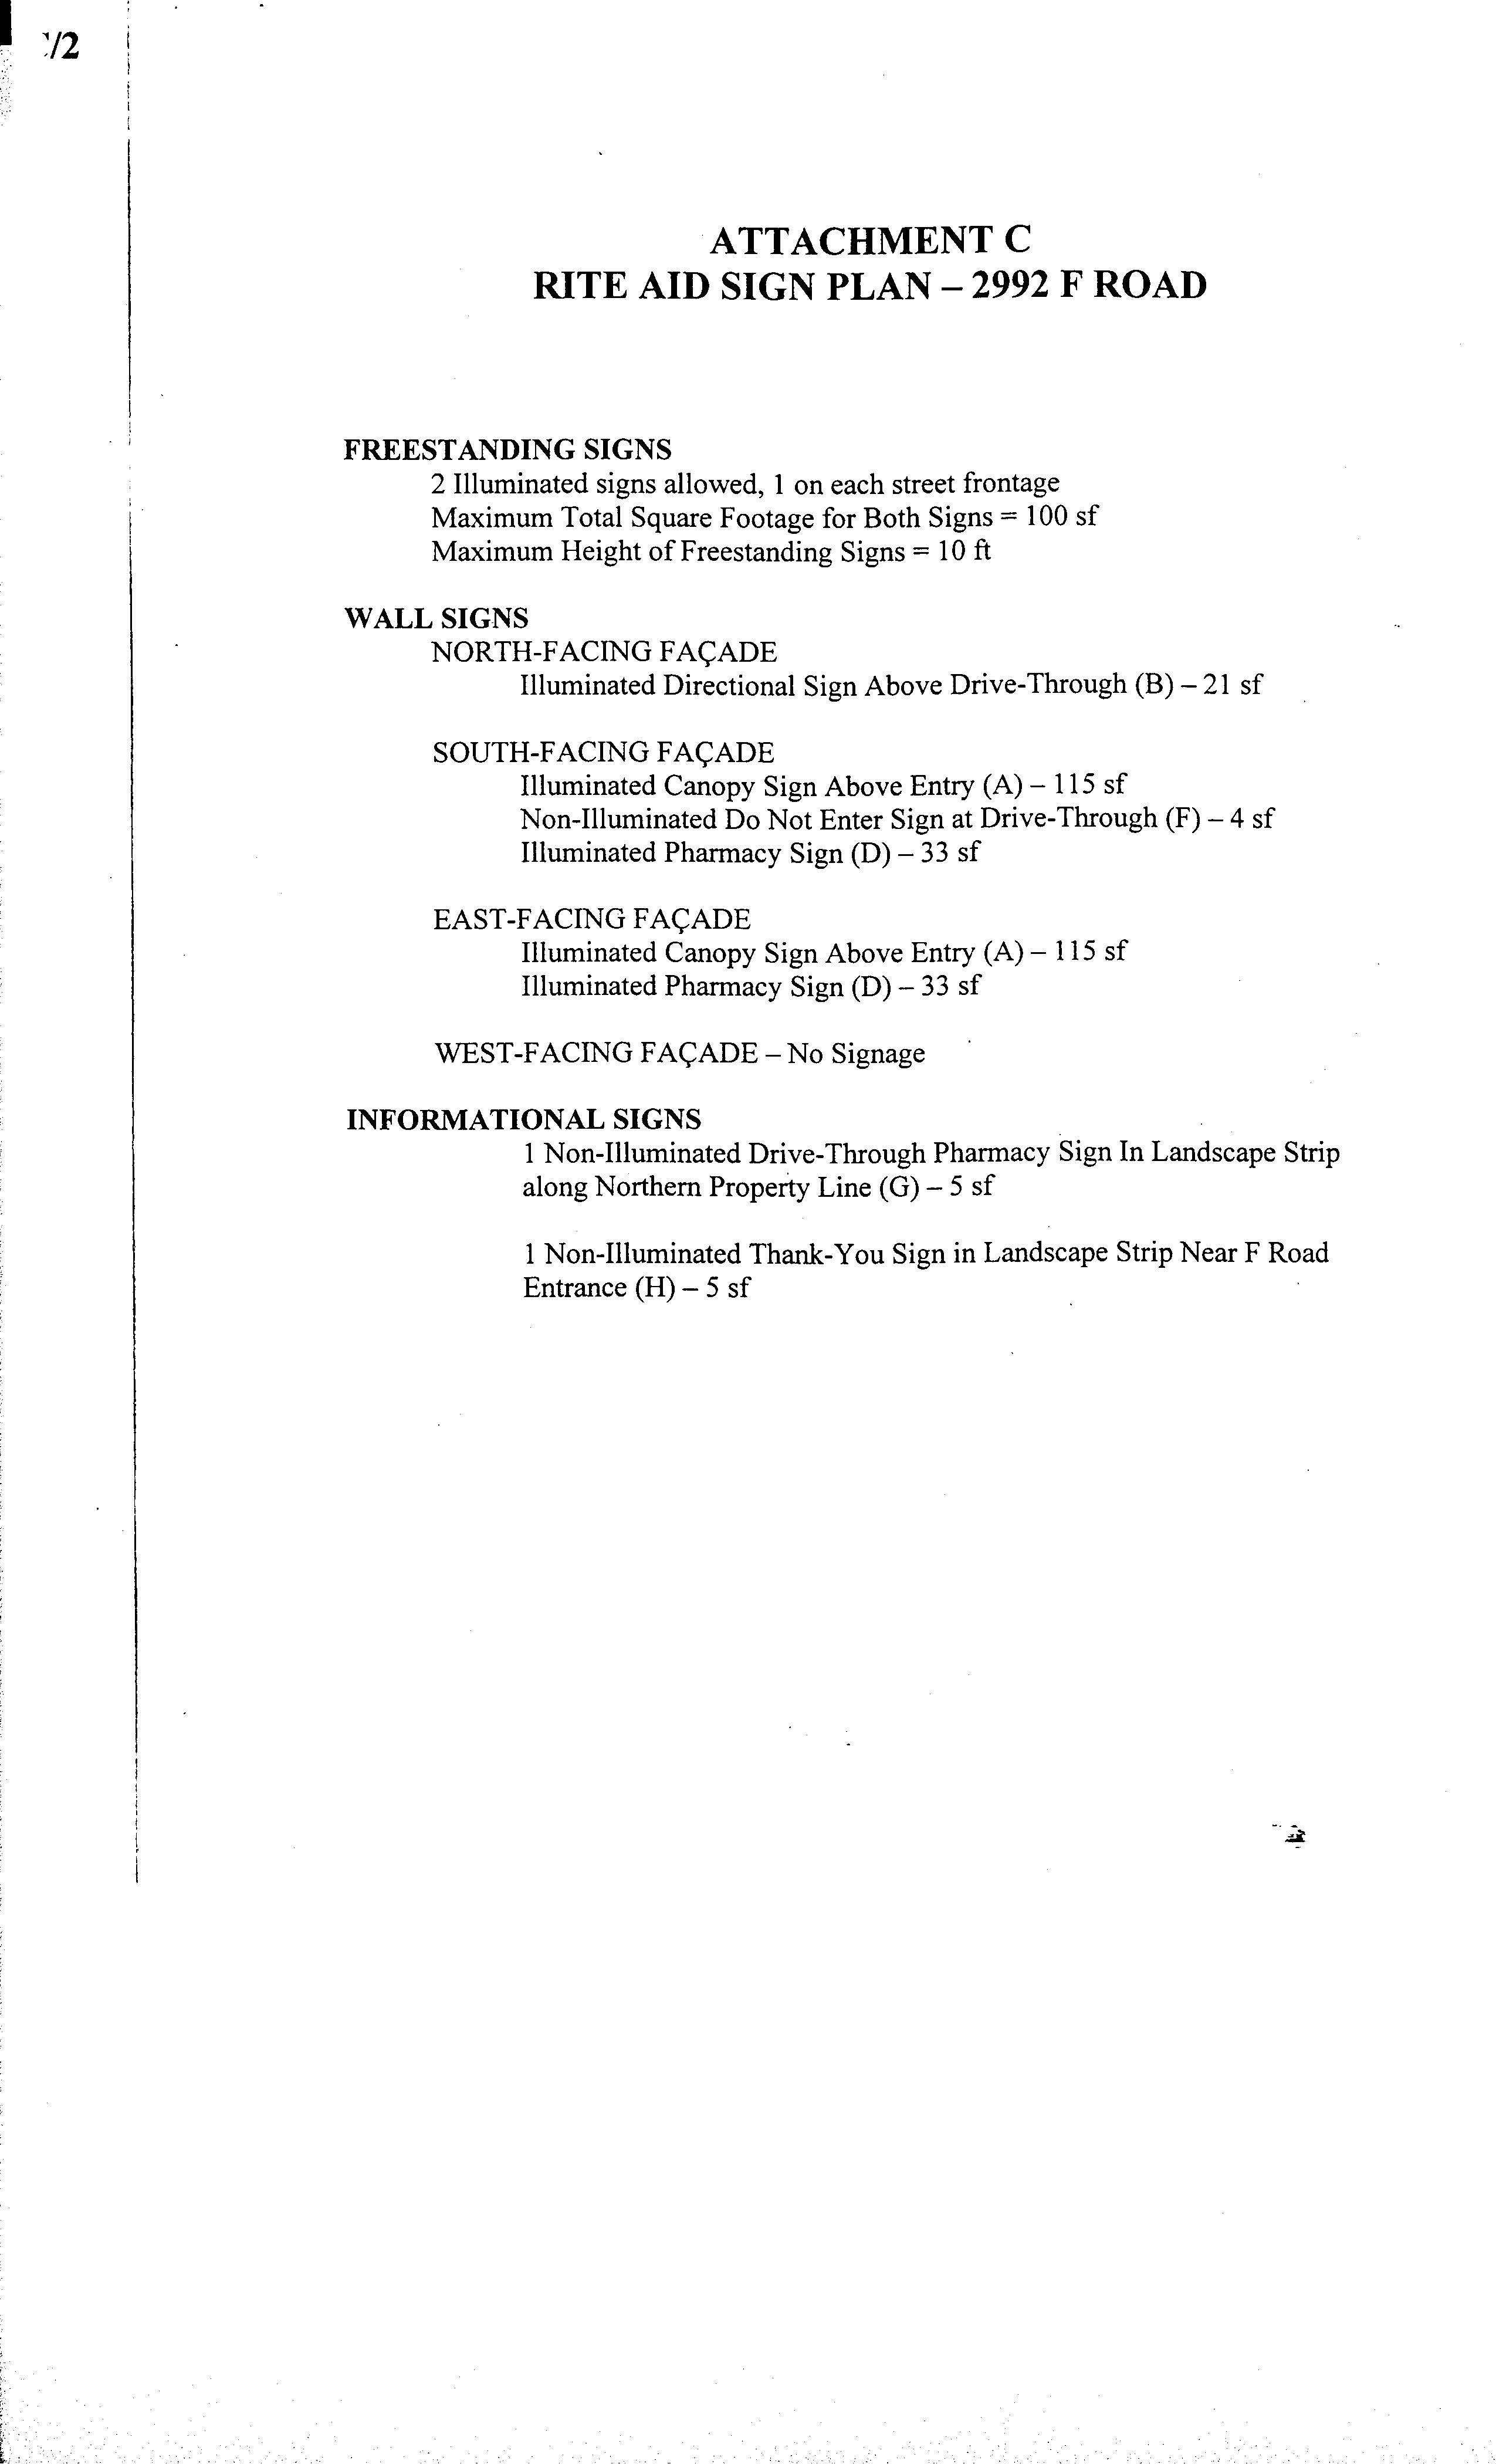 /2
ATTACHMENT C
RITE AID SIGN PLAN – 2992 F ROAD
FREESTANDING SIGNS
2 Illuminated signs allowed, 1 on each street frontage
Maximum Total Square Footage for Both Signs = 100 sf
Maximum Height of Freestanding Signs = 10 ft
WALL SIGNS
NORTH-FACING FAÇADE
Illuminated Directional Sign Above Drive-Through (B) – 21 sf
SOUTH-FACING FAÇADE
Illuminated Canopy Sign Above Entry (A) – 115 sf
Non-Illuminated Do Not Enter Sign at Drive-Through (F) – 4 sf
Illuminated Pharmacy Sign (D) – 33 sf
EAST-FACING FAÇADE
Illuminated Canopy Sign Above Entry (A) – 115 sf
Illuminated Pharmacy Sign (D) – 33 sf
WEST-FACING FAÇADE – No Signage
INFORMATIONAL SIGNS
1 Non-Illuminated Drive-Through Pharmacy Sign In Landscape Strip
along Northern Property Line (G) – 5 sf
1 Non-Illuminated Thank-You Sign in Landscape Strip Near F Road
Entrance (H) – 5 sf